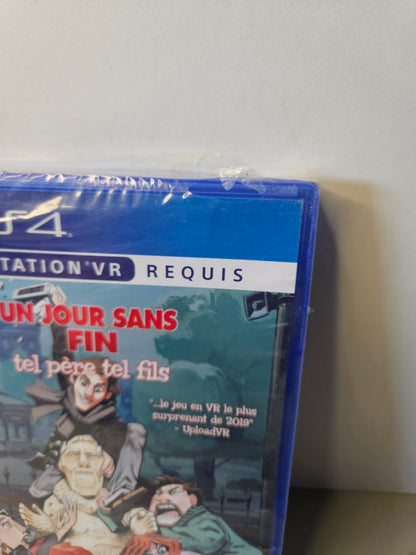 PS4
STATION®VR REQUIS
UN JOUR SANS
FIN
tel père tel fils
"...le jeu en VR le plus
surprenant de 2019"
- UploadVR